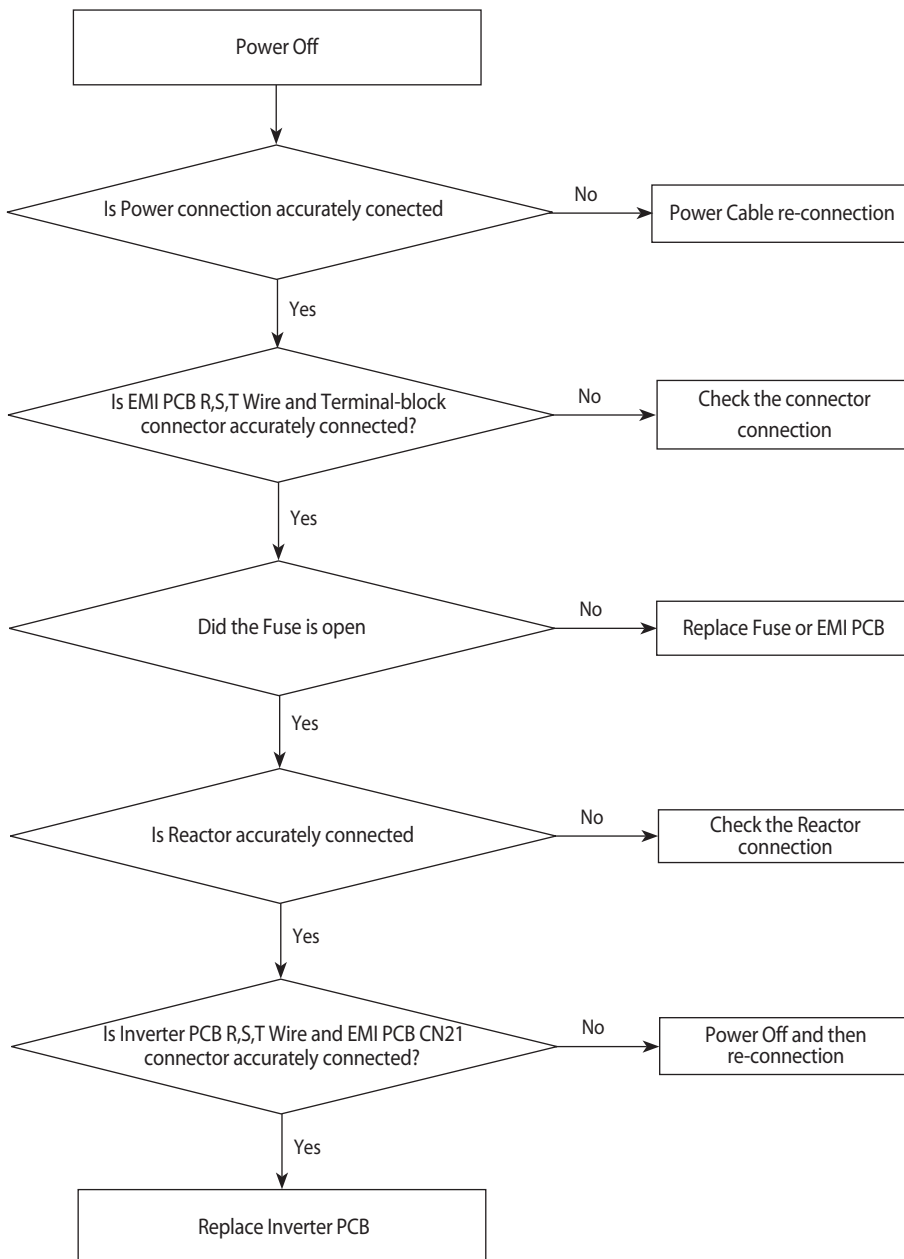 Power Off
Is Power connection accurately conected
No
Power Cable re-connection
Yes
Is EMI PCB R,S,T Wire and Terminal-block
connector accurately connected?
No
Check the connector
connection
Yes
Did the Fuse is open
No
Replace Fuse or EMI PCB
Yes
Is Reactor accurately connected
No
Check the Reactor
connection
Yes
Is Inverter PCB R,S,T Wire and EMI PCB CN21
connector accurately connected?
No
Power Off and then
re-connection
Yes
Replace Inverter PCB